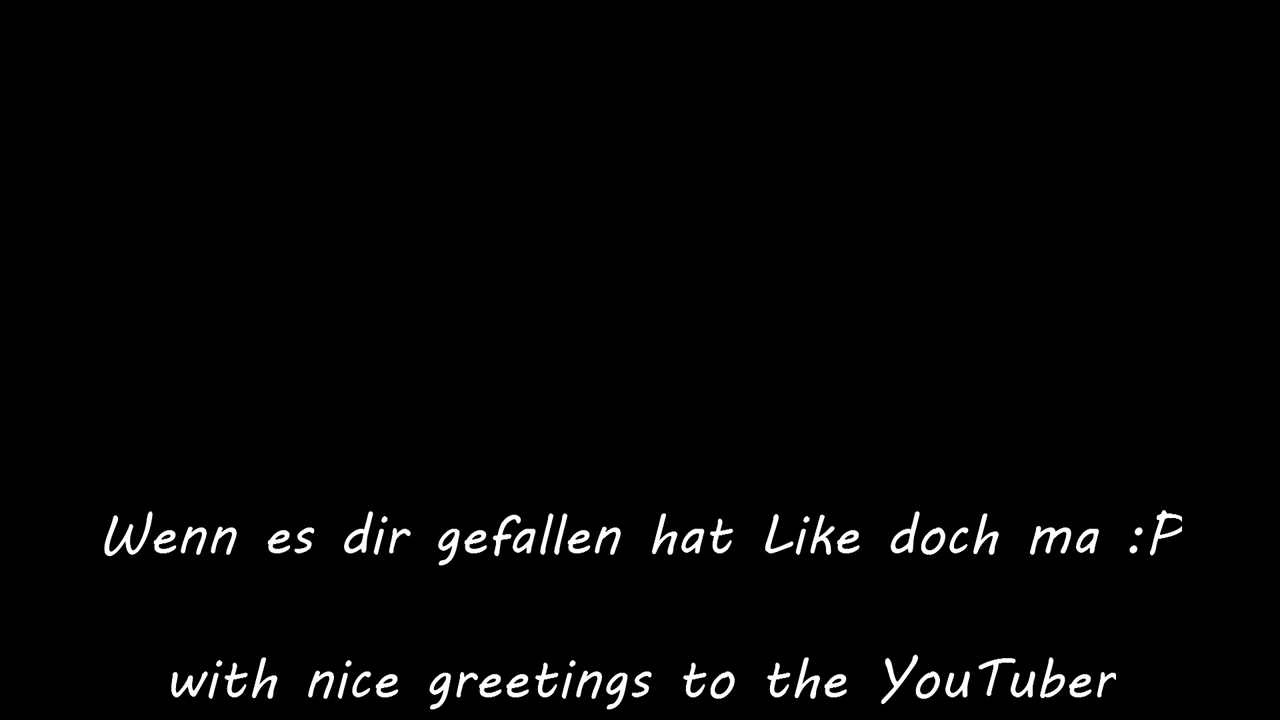 Wenn es dir gefallen hat Like doch ma :P
with nice greetings to the YouTuber